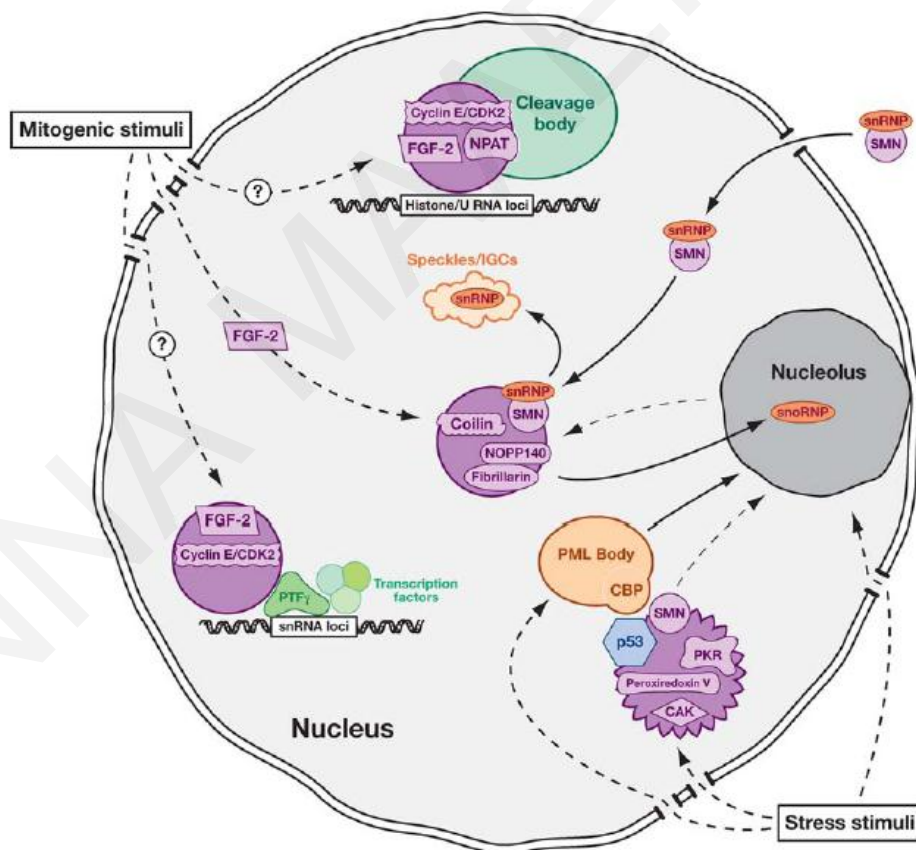 Mitogenic stimuli
Cyclin E/CDK2
Cleavage
body
FGF-2
NPAT
?
Histone/U RNA loci
snRNP
SMN
snRNP
SMN
Speckles/IGCs
snRNP
?
FGF-2
Nucleolus
snRNP
SMN
Coilin
snoRNP
NOPP140
Fibrillarin
FGF-2
Cyclin E/CDK2
PML Body
CBP
Transcription
factors
PTFγ
snRNA loci
SMN
p53
PKR
Peroxiredoxin V
CAK
Nucleus
Stress stimuli